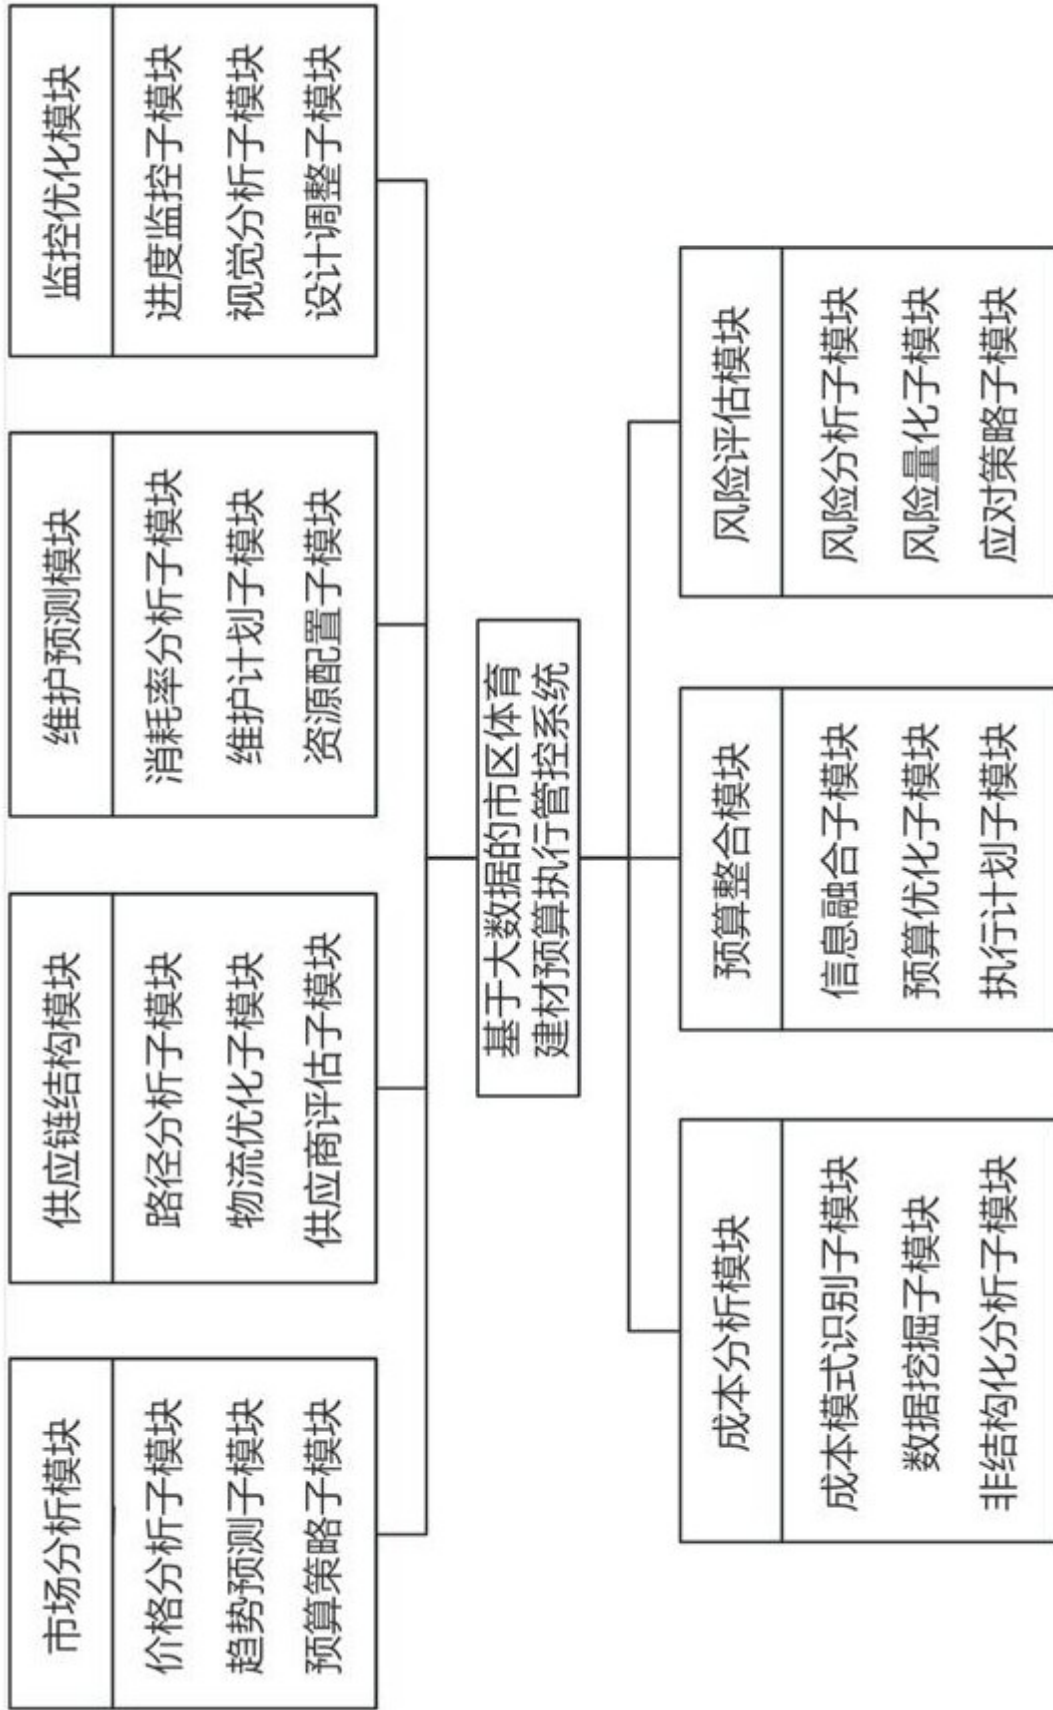 市场分析模块
价格分析子模块
趋势预测子模块
预算策略子模块
供应链结构模块
路径分析子模块
物流优化子模块
供应商评估子模块
维护预测模块
消耗率分析子模块
维护计划子模块
资源配置子模块
监控优化模块
进度监控子模块
视觉分析子模块
设计调整子模块
基于大数据的市区体育
建材预算执行管控系统
成本分析模块
成本模式识别子模块
数据挖掘子模块
非结构化分析子模块
预算整合模块
信息融合子模块
预算优化子模块
执行计划子模块
风险评估模块
风险分析子模块
风险量化子模块
应对策略子模块